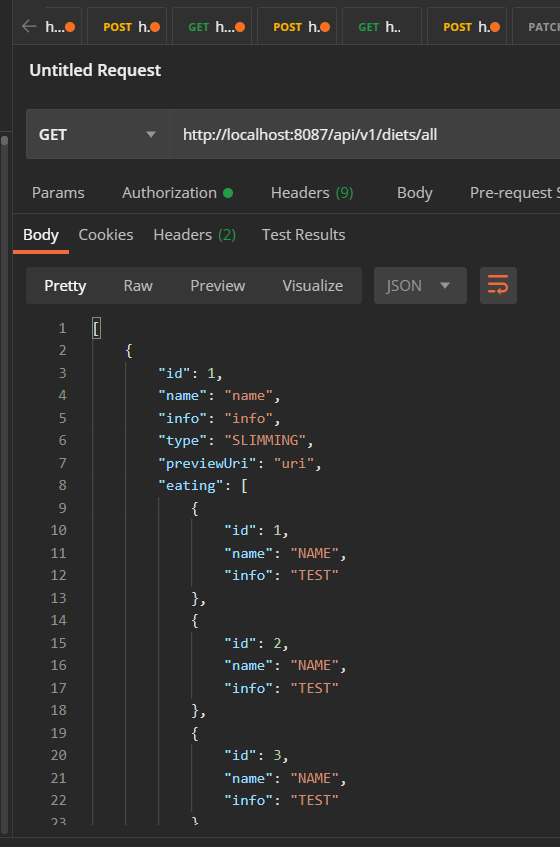 h... POST h. GET h... POST h. GET h.. POST h. PATCH
Untitled Request
GET http://localhost:8087/api/v1/diets/all
Params Authorization Headers (9) Body Pre-request S
Body Cookies Headers (2) Test Results
Pretty Raw Preview Visualize JSON
1 [
2 {
3 "id": 1,
4 "name": "name",
5 "info": "info",
6 "type": "SLIMMING",
7 "previewUri": "uri",
8 "eating": [
9 {
10 "id": 1,
11 "name": "NAME",
12 "info": "TEST"
13 },
14 {
15 "id": 2,
16 "name": "NAME",
17 "info": "TEST"
18 },
19 {
20 "id": 3,
21 "name": "NAME",
22 "info": "TEST"
23 }